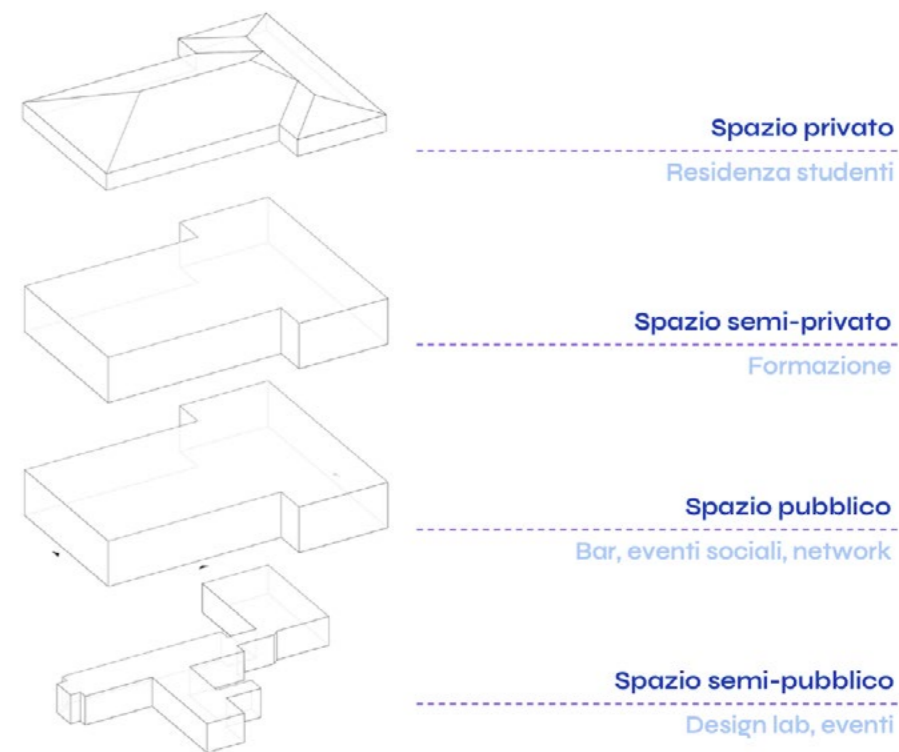 Spazio privato
Residenza studenti
Spazio semi-privato
Formazione
Spazio pubblico
Bar, eventi sociali, network
Spazio semi-pubblico
Design lab, eventi